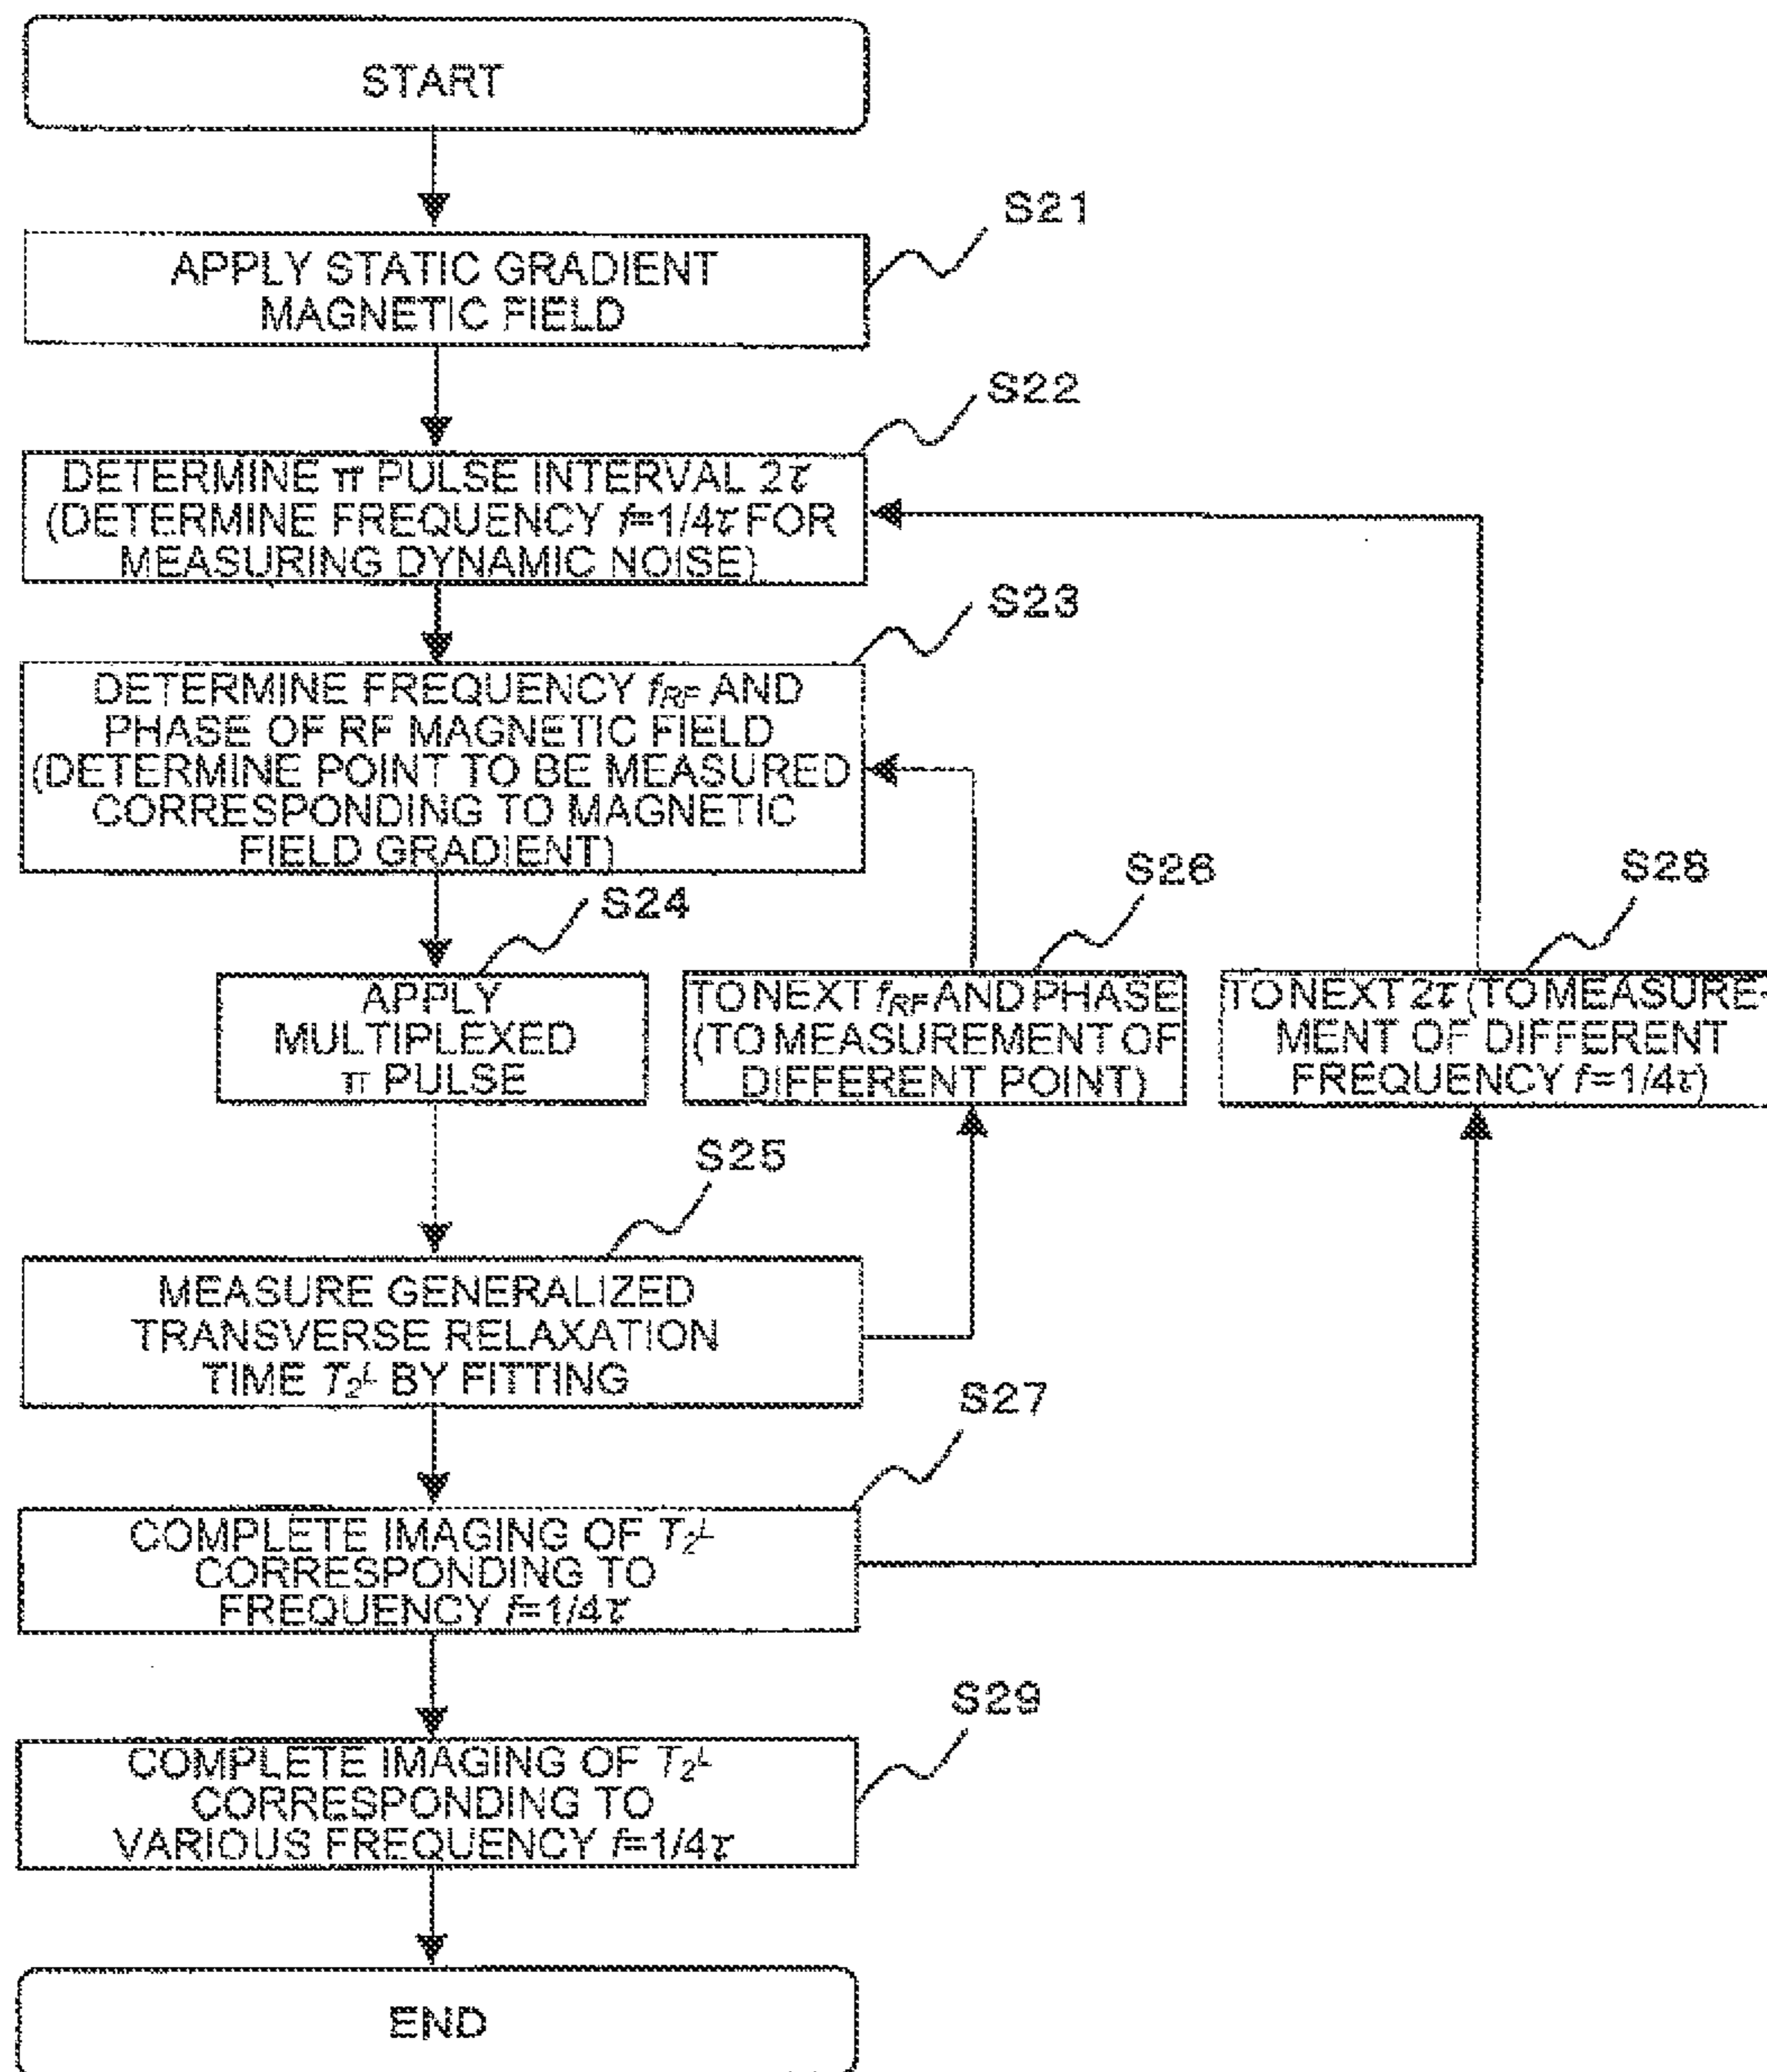 START
S21
APPLY STATIC GRADIENT
MAGNETIC FIELD
S22
DETERMINE π PULSE INTERVAL 2τ
(DETERMINE FREQUENCY f=1/4τ FOR
MEASURING DYNAMIC NOISE)
S23
DETERMINE FREQUENCY fRF AND
PHASE OF RF MAGNETIC FIELD
(DETERMINE POINT TO BE MEASURED
CORRESPONDING TO MAGNETIC
FIELD GRADIENT)
S24
APPLY
MULTIPLEXED
π PULSE
S26
TO NEXT fRF AND PHASE
(TO MEASUREMENT OF
DIFFERENT POINT)
S28
TO NEXT 2τ (TO MEASURE-
MENT OF DIFFERENT
FREQUENCY f=1/4τ)
S25
MEASURE GENERALIZED
TRANSVERSE RELAXATION
TIME T₂ᴸ BY FITTING
S27
COMPLETE IMAGING OF T₂ᴸ
CORRESPONDING TO
FREQUENCY f=1/4τ
S29
COMPLETE IMAGING OF T₂ᴸ
CORRESPONDING TO
VARIOUS FREQUENCY f=1/4τ
END